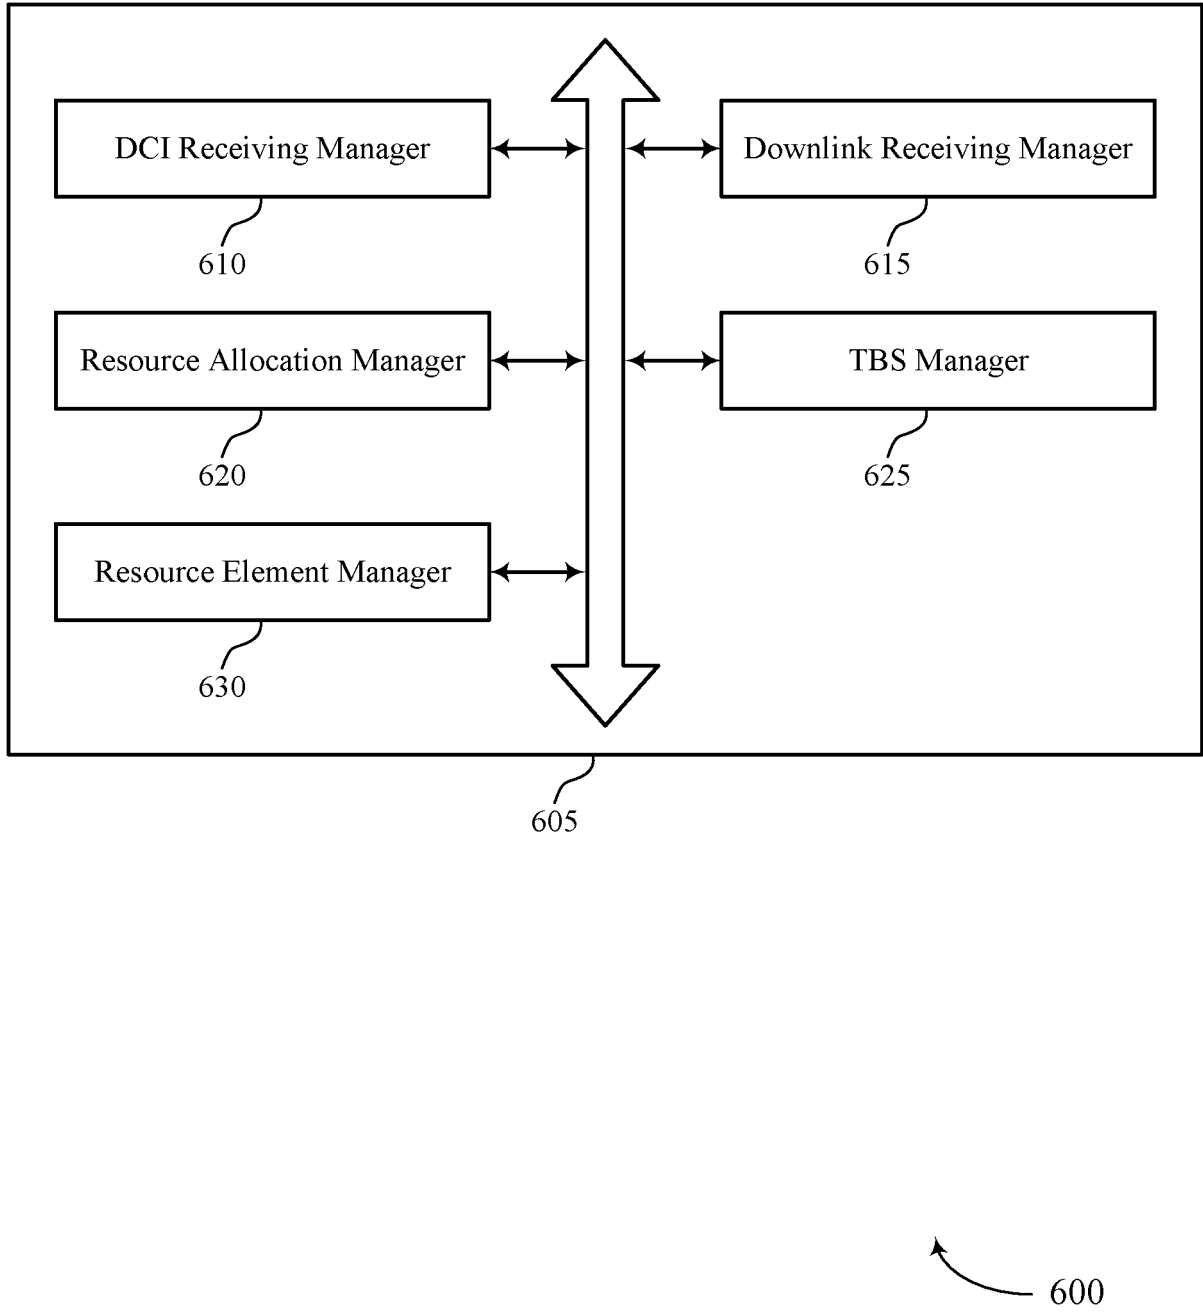 DCI Receiving Manager
Downlink Receiving Manager
610
615
Resource Allocation Manager
TBS Manager
620
625
Resource Element Manager
630
605
600